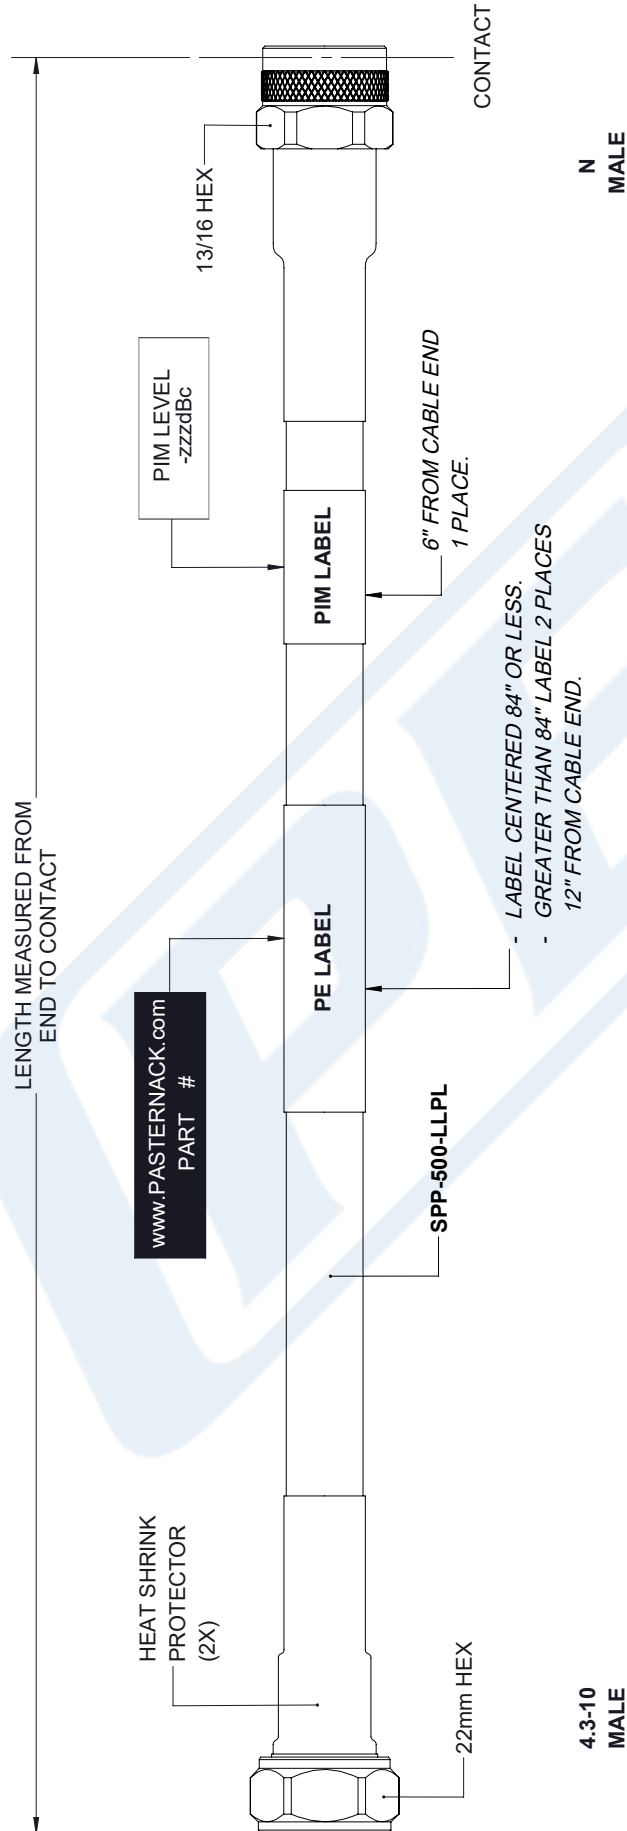 LENGTH MEASURED FROM
END TO CONTACT
HEAT SHRINK
PROTECTOR
(2X)
www.PASTERNACK.com
PART #
PIM LEVEL
-zzzdBc
13/16 HEX
PE LABEL
PIM LABEL
22mm HEX
SPP-500-LLPL
- LABEL CENTERED 84" OR LESS.
- GREATER THAN 84" LABEL 2 PLACES
12" FROM CABLE END.
6" FROM CABLE END
1 PLACE.
CONTACT
4.3-10
MALE
N
MALE